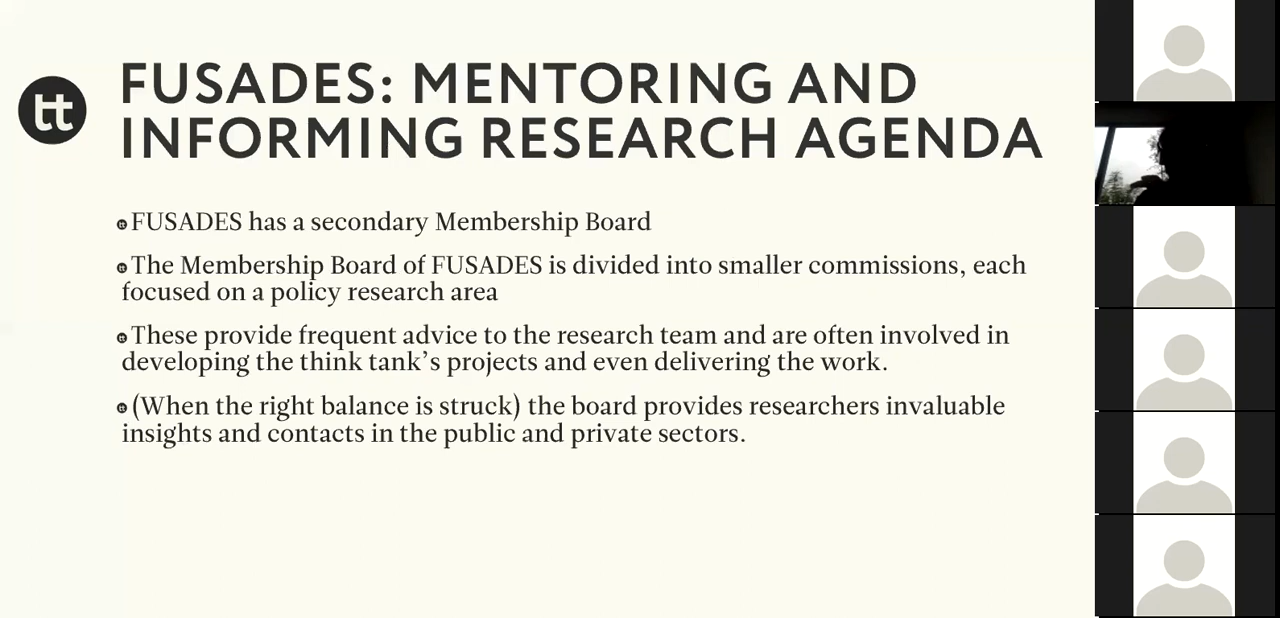 tt
FUSADES: MENTORING AND
INFORMING RESEARCH AGENDA
FUSADES has a secondary Membership Board
The Membership Board of FUSADES is divided into smaller commissions, each
focused on a policy research area
These provide frequent advice to the research team and are often involved in
developing the think tank’s projects and even delivering the work.
(When the right balance is struck) the board provides researchers invaluable
insights and contacts in the public and private sectors.